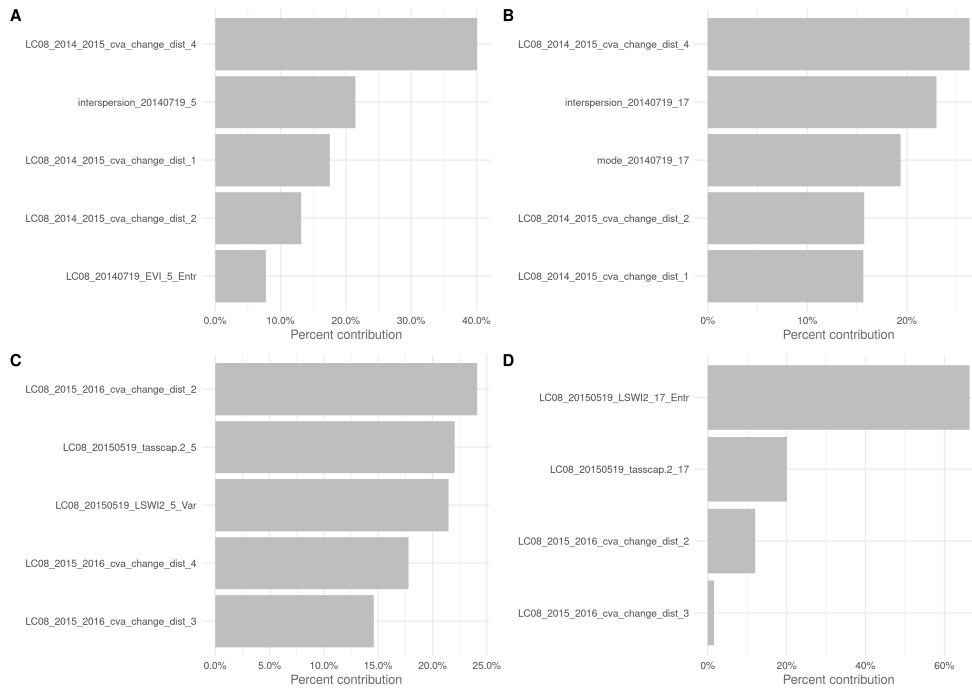 A
LC08_2014_2015_cva_change_dist_4
interspersion_20140719_5
LC08_2014_2015_cva_change_dist_1
LC08_2014_2015_cva_change_dist_2
LC08_20140719_EVI_5_Entr
0.0% 10.0% 20.0% 30.0% 40.0%
Percent contribution
B
LC08_2014_2015_cva_change_dist_4
interspersion_20140719_17
mode_20140719_17
LC08_2014_2015_cva_change_dist_2
LC08_2014_2015_cva_change_dist_1
0% 10% 20%
Percent contribution
C
LC08_2015_2016_cva_change_dist_2
LC08_20150519_tasscap.2_5
LC08_20150519_LSWI2_5_Var
LC08_2015_2016_cva_change_dist_4
LC08_2015_2016_cva_change_dist_3
0.0% 5.0% 10.0% 15.0% 20.0% 25.0%
Percent contribution
D
LC08_20150519_LSWI2_17_Entr
LC08_20150519_tasscap.2_17
LC08_2015_2016_cva_change_dist_2
LC08_2015_2016_cva_change_dist_3
0% 20% 40% 60%
Percent contribution